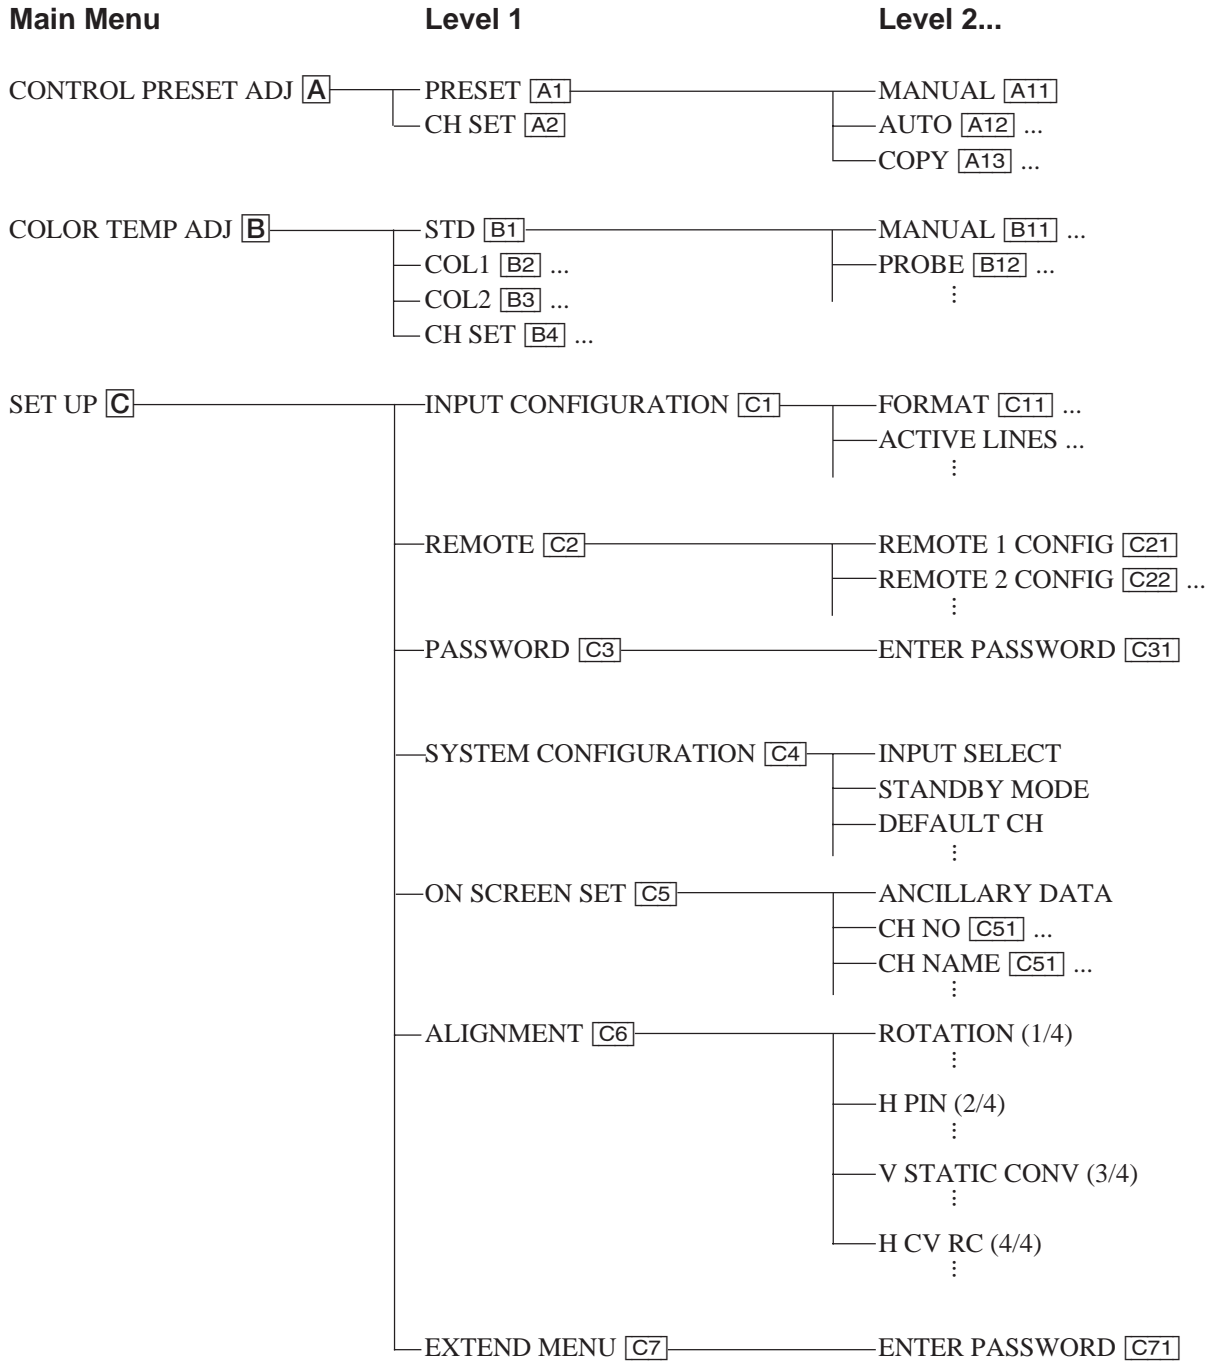 Main Menu Level 1 Level 2...
CONTROL PRESET ADJ A PRESET A1 MANUAL A11
CH SET A2 AUTO A12 ...
COPY A13 ...
COLOR TEMP ADJ B STD B1 MANUAL B11 ...
COL1 B2 ... PROBE B12 ...
COL2 B3 ...
CH SET B4 ...
SET UP C INPUT CONFIGURATION C1 FORMAT C11 ...
ACTIVE LINES ...
REMOTE C2 REMOTE 1 CONFIG C21
REMOTE 2 CONFIG C22 ...
PASSWORD C3 ENTER PASSWORD C31
SYSTEM CONFIGURATION C4 INPUT SELECT
STANDBY MODE
DEFAULT CH
ON SCREEN SET C5 ANCILLARY DATA
CH NO C51 ...
CH NAME C51 ...
ALIGNMENT C6 ROTATION (1/4)
H PIN (2/4)
V STATIC CONV (3/4)
H CV RC (4/4)
EXTEND MENU C7 ENTER PASSWORD C71